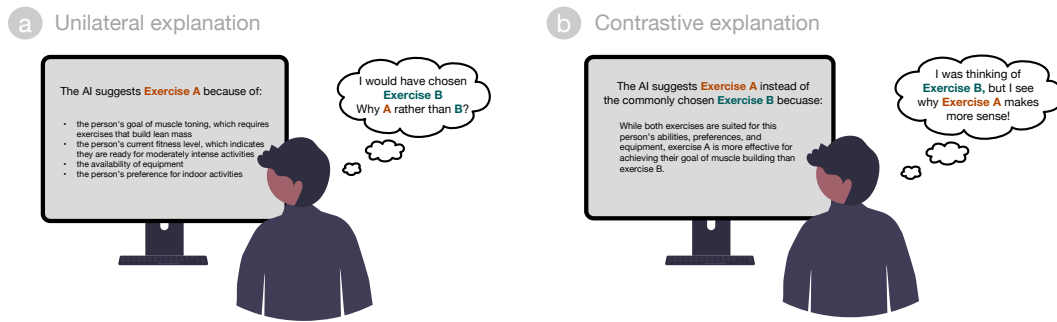 a Unilateral explanation
The AI suggests Exercise A because of:
• the person's goal of muscle toning, which requires
exercises that build lean mass
• the person's current fitness level, which indicates
they are ready for moderately intense activities
• the availability of equipment
• the person's preference for indoor activities
I would have chosen
Exercise B
Why A rather than B?
b Contrastive explanation
The AI suggests Exercise A instead of
the commonly chosen Exercise B becuase:
While both exercises are suited for this
person's abilities, preferences, and
equipment, exercise A is more effective for
achieving their goal of muscle building than
exercise B.
I was thinking of
Exercise B, but I see
why Exercise A makes
more sense!